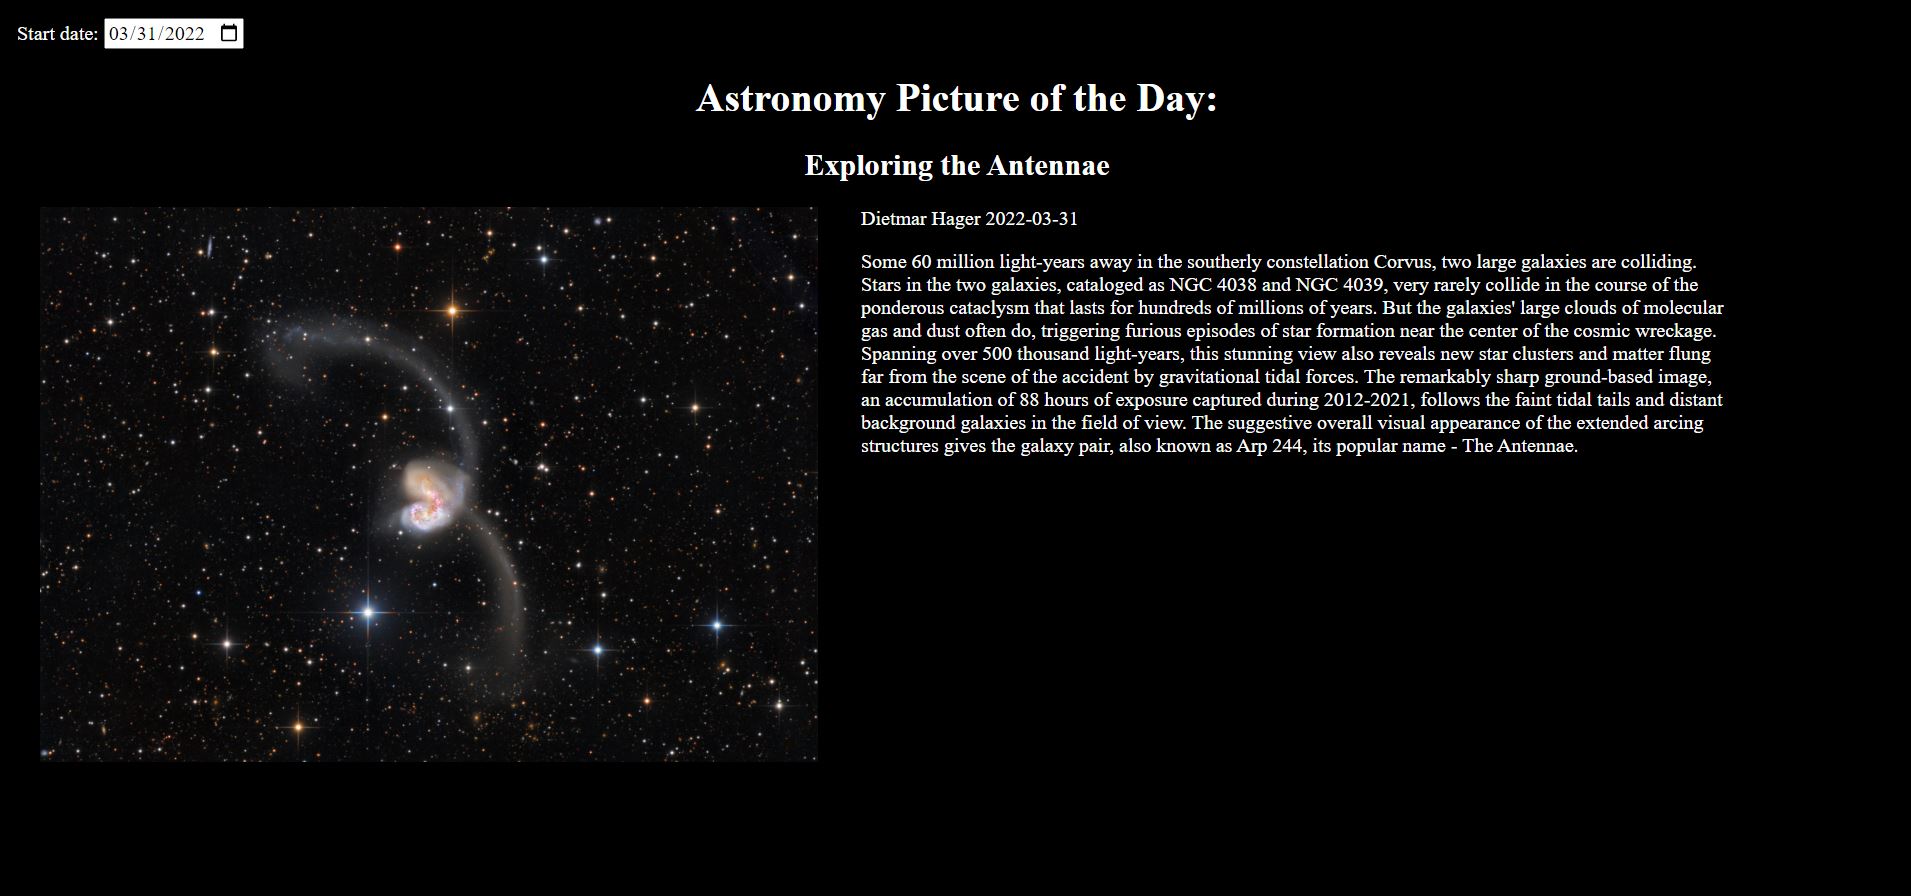 Start date: 03/31/2022
Astronomy Picture of the Day:
Exploring the Antennae
Dietmar Hager 2022-03-31
Some 60 million light-years away in the southerly constellation Corvus, two large galaxies are colliding.
Stars in the two galaxies, cataloged as NGC 4038 and NGC 4039, very rarely collide in the course of the
ponderous cataclysm that lasts for hundreds of millions of years. But the galaxies' large clouds of molecular
gas and dust often do, triggering furious episodes of star formation near the center of the cosmic wreckage.
Spanning over 500 thousand light-years, this stunning view also reveals new star clusters and matter flung
far from the scene of the accident by gravitational tidal forces. The remarkably sharp ground-based image,
an accumulation of 88 hours of exposure captured during 2012-2021, follows the faint tidal tails and distant
background galaxies in the field of view. The suggestive overall visual appearance of the extended arcing
structures gives the galaxy pair, also known as Arp 244, its popular name - The Antennae.